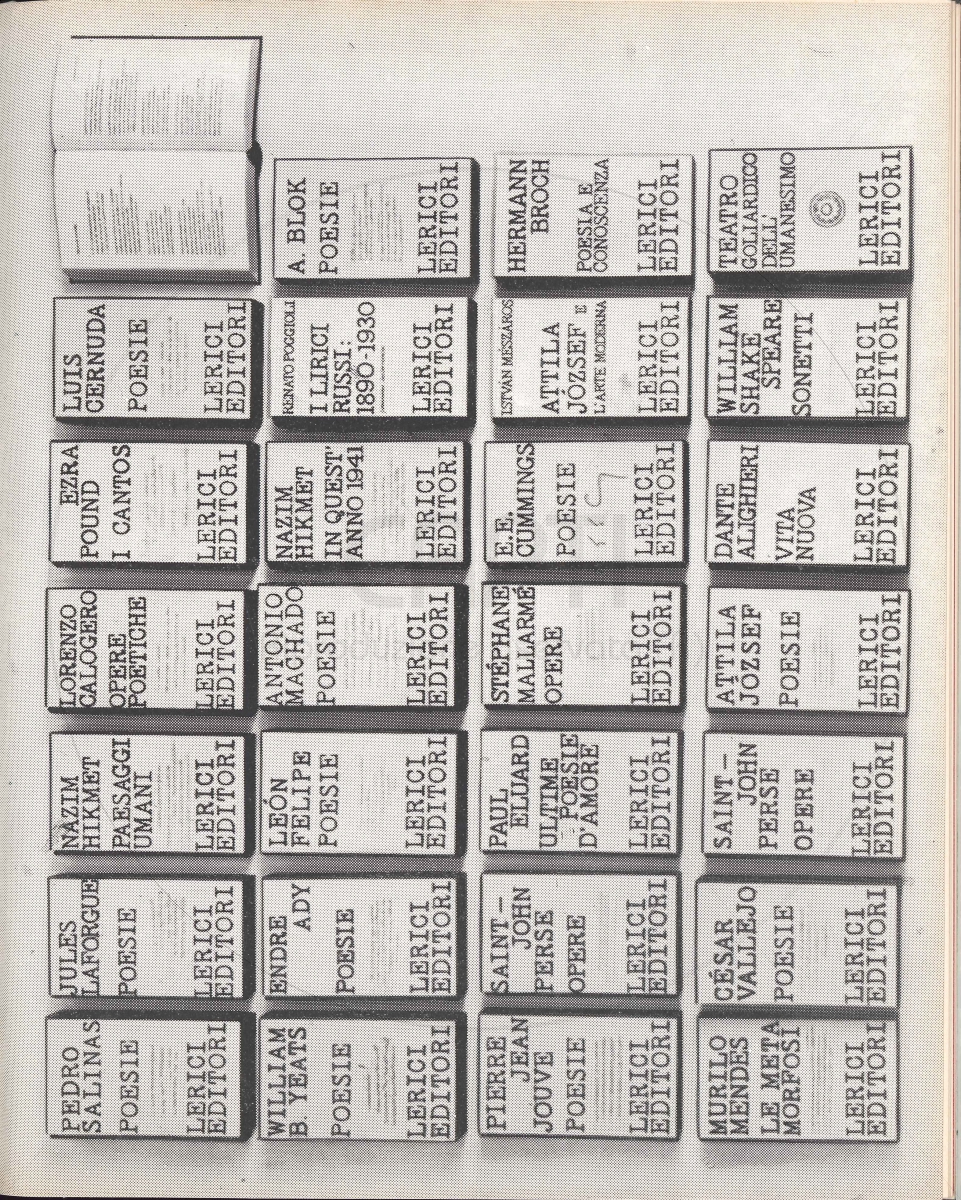 PEDRO
SALINAS
POESIE
LERICI
EDITORI
JULES
LAFORGUE
POESIE
LERICI
EDITORI
NAZIM
HIKMET
PAESAGGI
UMANI
LERICI
EDITORI
LORENZO
CALOGERO
OPERE
POETICHE
LERICI
EDITORI
EZRA
POUND
I CANTOS
LERICI
EDITORI
LUIS
CERNUDA
POESIE
LERICI
EDITORI
WILLIAM
B. YEATS
POESIE
LERICI
EDITORI
ENDRE
ADY
POESIE
LERICI
EDITORI
LEÓN
FELIPE
POESIE
LERICI
EDITORI
ANTONIO
MACHADO
POESIE
LERICI
EDITORI
NAZIM
HIKMET
IN QUEST'
ANNO 1941
LERICI
EDITORI
RENATO POGGIOLI
I LIRICI
RUSSI:
1890-1930
LERICI
EDITORI
A. BLOK
POESIE
LERICI
EDITORI
PIERRE
JEAN
JOUVE
POESIE
LERICI
EDITORI
SAINT-
JOHN
PERSE
OPERE
LERICI
EDITORI
PAUL
ELUARD
ULTIME
POESIE
D'AMORE
LERICI
EDITORI
STÉPHANE
MALLARMÉ
OPERE
LERICI
EDITORI
E.E.
CUMMINGS
POESIE
LERICI
EDITORI
ISTVÁN MÉSZÁROS
ATTILA
JÓZSEF E
L'ARTE MODERNA
LERICI
EDITORI
HERMANN
BROCH
POESIA E
CONOSCENZA
LERICI
EDITORI
MURILO
MENDES
LE META
MORFOSI
LERICI
EDITORI
CÉSAR
VALLEJO
POESIE
LERICI
EDITORI
SAINT-
JOHN
PERSE
OPERE
LERICI
EDITORI
ATTILA
JOZSEF
POESIE
LERICI
EDITORI
DANTE
ALIGHIERI
VITA
NUOVA
LERICI
EDITORI
WILLIAM
SHAKE
SPEARE
SONETTI
LERICI
EDITORI
TEATRO
GOLIARDICO
DELL'
UMANESIMO
LERICI
EDITORI